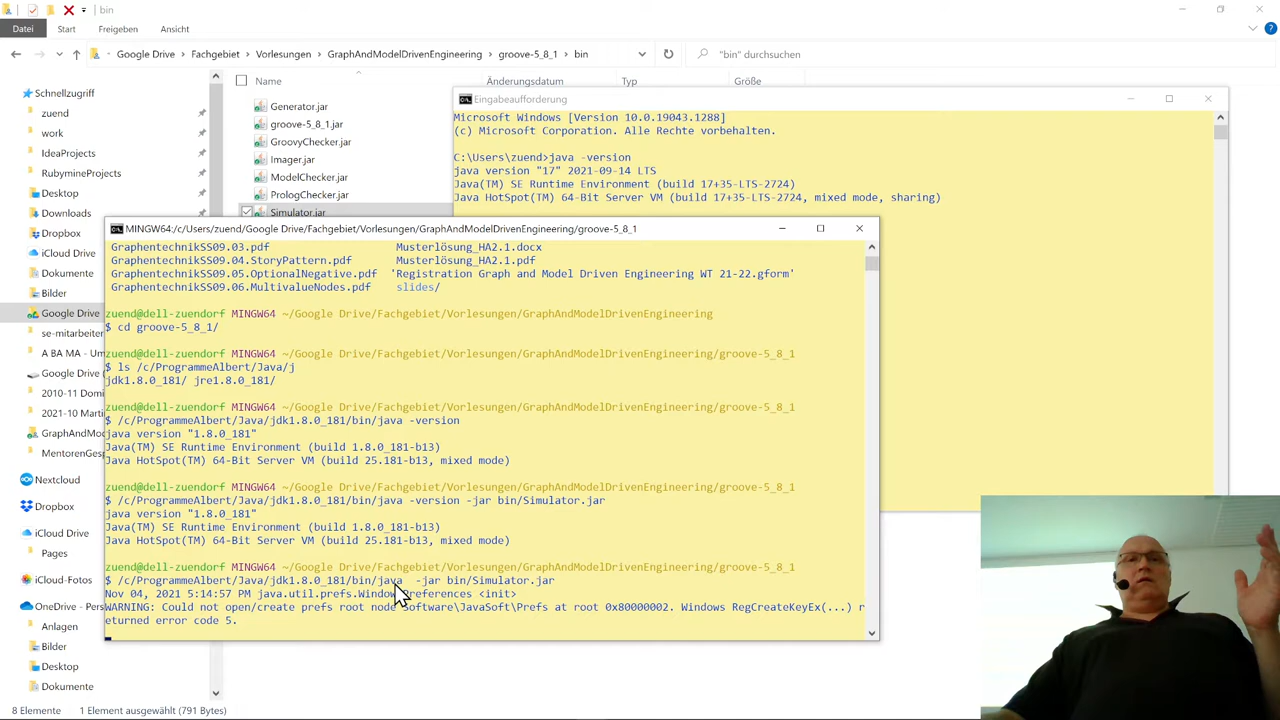 bin
Datei
Start
Freigeben
Ansicht
Google Drive
Fachgebiet
Vorlesungen
GraphAndModelDrivenEngineering
groove-5_8_1
bin
"bin" durchsuchen
Name
Änderungsdatum
Typ
Größe
Schnellzugriff
zuend
work
IdeaProjects
RubymineProjects
Desktop
Downloads
Dropbox
iCloud Drive
Dokumente
Bilder
Google Drive
se-mitarbeiter
A BA MA - Um
Google Drive
2010-11 Domi
2021-10 Marti
GraphAndMod
MentorenGesp
Nextcloud
Dropbox
iCloud Drive
Pages
iCloud-Fotos
OneDrive - Pers
Anlagen
Bilder
Desktop
Dokumente
Generator.jar
groove-5_8_1.jar
GroovyChecker.jar
Imager.jar
ModelChecker.jar
PrologChecker.jar
Simulator.jar
Eingabeaufforderung
Microsoft Windows [Version 10.0.19043.1288]
(c) Microsoft Corporation. Alle Rechte vorbehalten.
C:\Users\zuend>java -version
java version "17" 2021-09-14 LTS
Java(TM) SE Runtime Environment (build 17+35-LTS-2724)
Java HotSpot(TM) 64-Bit Server VM (build 17+35-LTS-2724, mixed mode, sharing)
MINGW64:/c/Users/zuend/Google Drive/Fachgebiet/Vorlesungen/GraphAndModelDrivenEngineering/groove-5_8_1
GraphentechnikSS09.03.pdf Musterlösung_HA2.1.docx
GraphentechnikSS09.04.StoryPattern.pdf Musterlösung_HA2.1.pdf
GraphentechnikSS09.05.OptionalNegative.pdf 'Registration Graph and Model Driven Engineering WT 21-22.gform'
GraphentechnikSS09.06.MultivalueNodes.pdf slides/
zuend@dell-zuendorf MINGW64 ~/Google Drive/Fachgebiet/Vorlesungen/GraphAndModelDrivenEngineering
$ cd groove-5_8_1/
zuend@dell-zuendorf MINGW64 ~/Google Drive/Fachgebiet/Vorlesungen/GraphAndModelDrivenEngineering/groove-5_8_1
$ ls /c/ProgrammeAlbert/Java/j
jdk1.8.0_181/ jre1.8.0_181/
zuend@dell-zuendorf MINGW64 ~/Google Drive/Fachgebiet/Vorlesungen/GraphAndModelDrivenEngineering/groove-5_8_1
$ /c/ProgrammeAlbert/Java/jdk1.8.0_181/bin/java -version
java version "1.8.0_181"
Java(TM) SE Runtime Environment (build 1.8.0_181-b13)
Java HotSpot(TM) 64-Bit Server VM (build 25.181-b13, mixed mode)
zuend@dell-zuendorf MINGW64 ~/Google Drive/Fachgebiet/Vorlesungen/GraphAndModelDrivenEngineering/groove-5_8_1
$ /c/ProgrammeAlbert/Java/jdk1.8.0_181/bin/java -version -jar bin/Simulator.jar
java version "1.8.0_181"
Java(TM) SE Runtime Environment (build 1.8.0_181-b13)
Java HotSpot(TM) 64-Bit Server VM (build 25.181-b13, mixed mode)
zuend@dell-zuendorf MINGW64 ~/Google Drive/Fachgebiet/Vorlesungen/GraphAndModelDrivenEngineering/groove-5_8_1
$ /c/ProgrammeAlbert/Java/jdk1.8.0_181/bin/java -jar bin/Simulator.jar
Nov 04, 2021 5:14:57 PM java.util.prefs.WindowsPreferences <init>
WARNING: Could not open/create prefs root node Software\JavaSoft\Prefs at root 0x80000002. Windows RegCreateKeyEx(...) r
eturned error code 5.
8 Elemente
1 Element ausgewählt (791 Bytes)